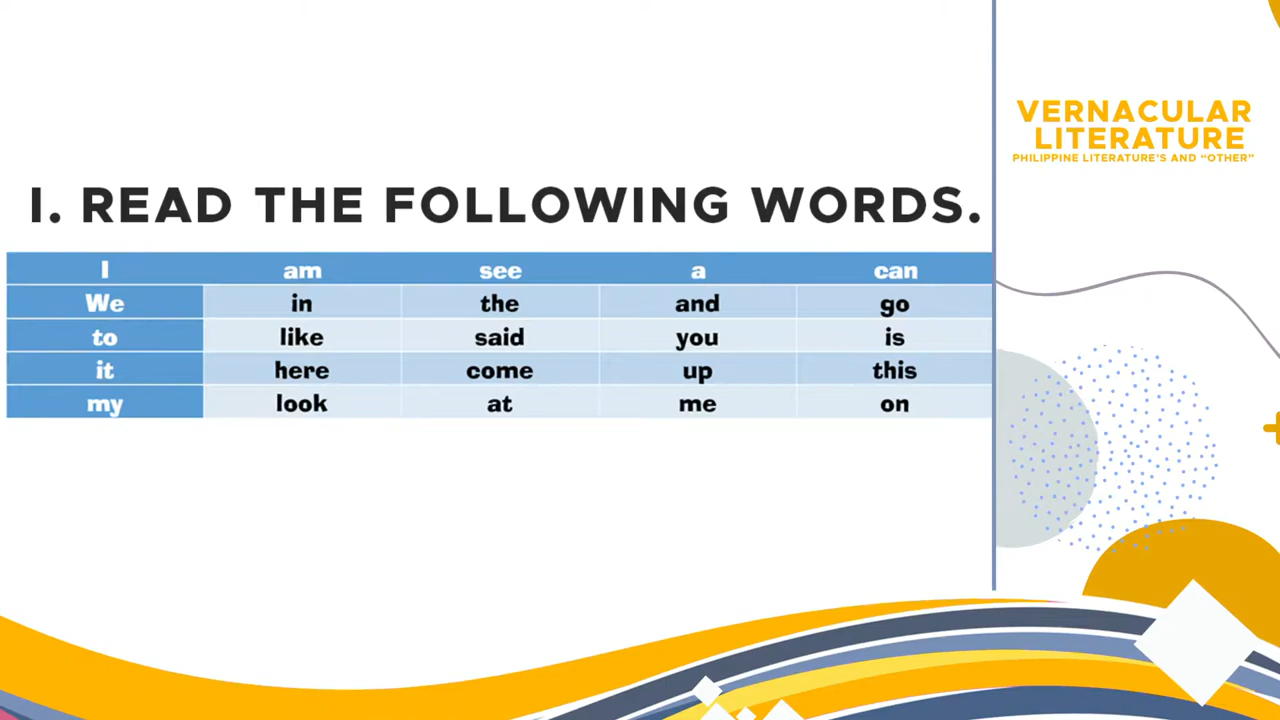 VERNACULAR
LITERATURE
PHILIPPINE LITERATURE'S AND “OTHER”
I. READ THE FOLLOWING WORDS.
I am see a can
We in the and go
to like said you is
it here come up this
my look at me on